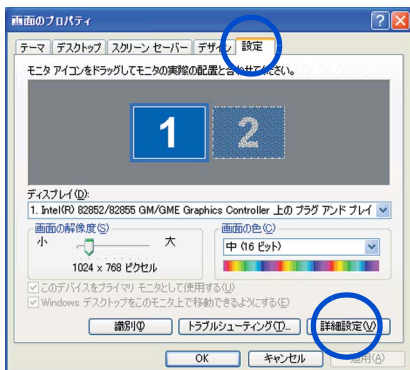 画面のプロパティ
テーマ デスクトップ スクリーン セーバー デザイン 設定
モニタ アイコンをドラッグしてモニタの実際の配置と合わせてください。
1 2
ディスプレイ(D):
1. Intel(R) 82852/82855 GM/GME Graphics Controller 上の プラグ アンド プレイ
画面の解像度(S) 画面の色(C)
小 大 中 (16 ビット)
1024 x 768 ピクセル
このデバイスをプライマリ モニタとして使用する(U)
Windows デスクトップをこのモニタ上で移動できるようにする(E)
識別(I) トラブルシューティング(T)... 詳細設定(V)
OK キャンセル 適用(A)